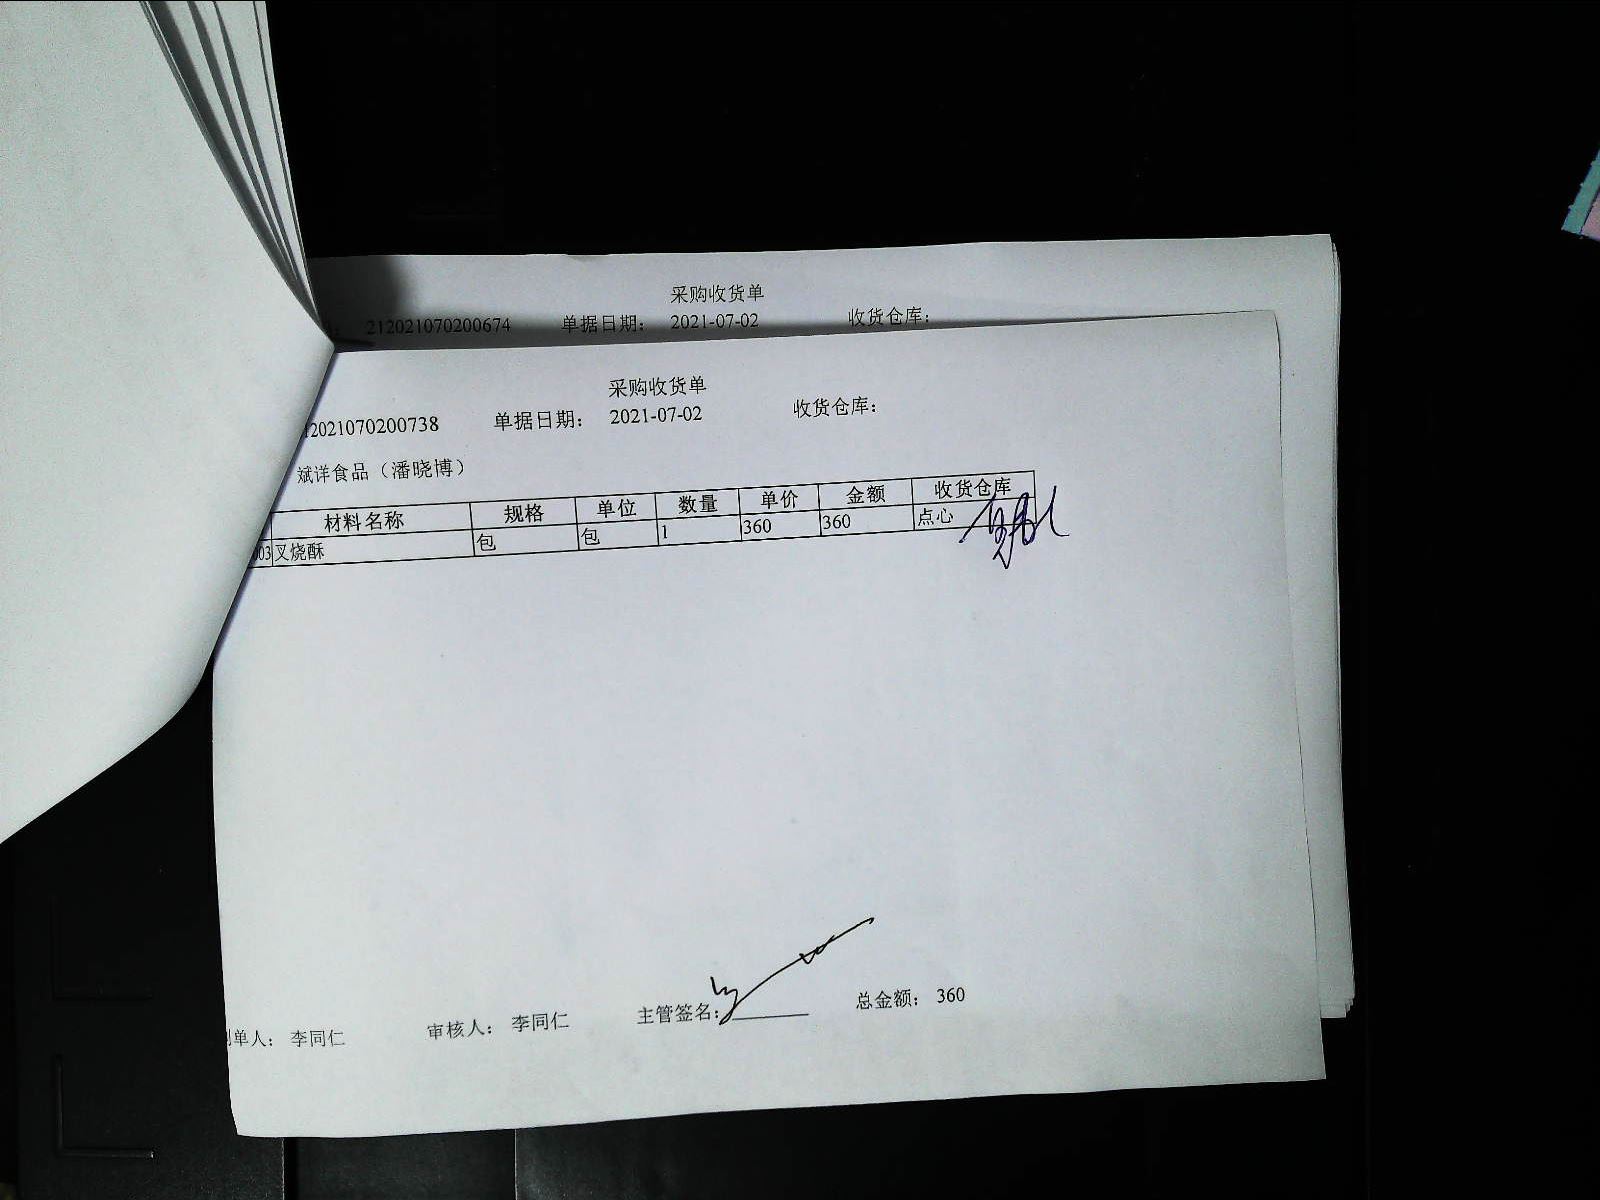 采购收货单
212021070200674 单据日期： 2021-07-02 收货仓库：
采购收货单
12021070200738 单据日期： 2021-07-02 收货仓库：
斌洋食品（潘晓博）
材料名称 规格 单位 数量 单价 金额 收货仓库
003 叉烧酥 包 包 1 360 360 点心
制单人： 李同仁 审核人： 李同仁 主管签名： 总金额： 360